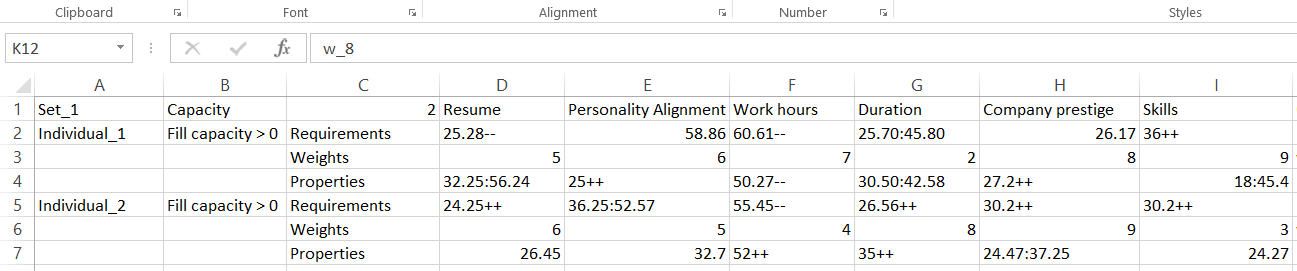 Clipboard Font Alignment Number Styles
K12 fx w_8
A B C D E F G H I
1 Set_1 Capacity 2 Resume Personality Alignment Work hours Duration Company prestige Skills
2 Individual_1 Fill capacity > 0 Requirements 25.28-- 58.86 60.61-- 25.70:45.80 26.17 36++
3 Weights 5 6 7 2 8 9
4 Properties 32.25:56.24 25++ 50.27-- 30.50:42.58 27.2++ 18:45.4
5 Individual_2 Fill capacity > 0 Requirements 24.25++ 36.25:52.57 55.45-- 26.56++ 30.2++ 30.2++
6 Weights 6 5 4 8 9 3
7 Properties 26.45 32.7 52++ 35++ 24.47:37.25 24.27